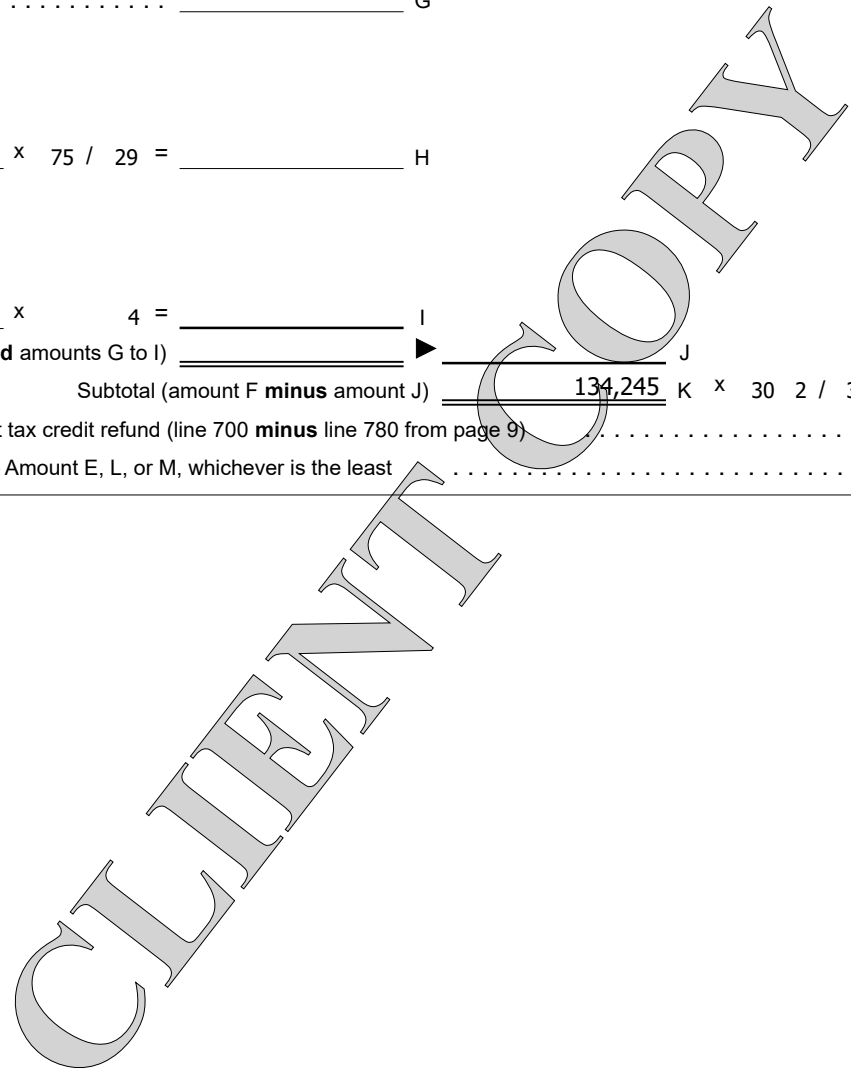 . . . . . . . . . . . G
x 75 / 29 = H
x 4 = I
d amounts G to I) ► J
Subtotal (amount F minus amount J) 134,245 K x 30 2 / 3
t tax credit refund (line 700 minus line 780 from page 9) . . . . . . . . . . . . . . . . . .
Amount E, L, or M, whichever is the least . . . . . . . . . . . . . . . . . . . . . . . . . . .
CLIENT COPY